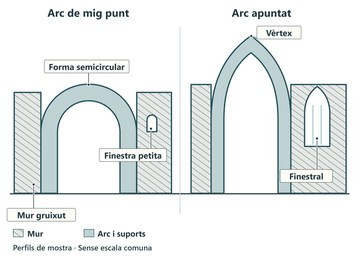 Arc de mig punt
Arc apuntat
Vèrtex
Forma semicircular
Finestra petita
Finestral
Mur gruixut
Mur
Arc i suports
Perfils de mostra · Sense escala comuna